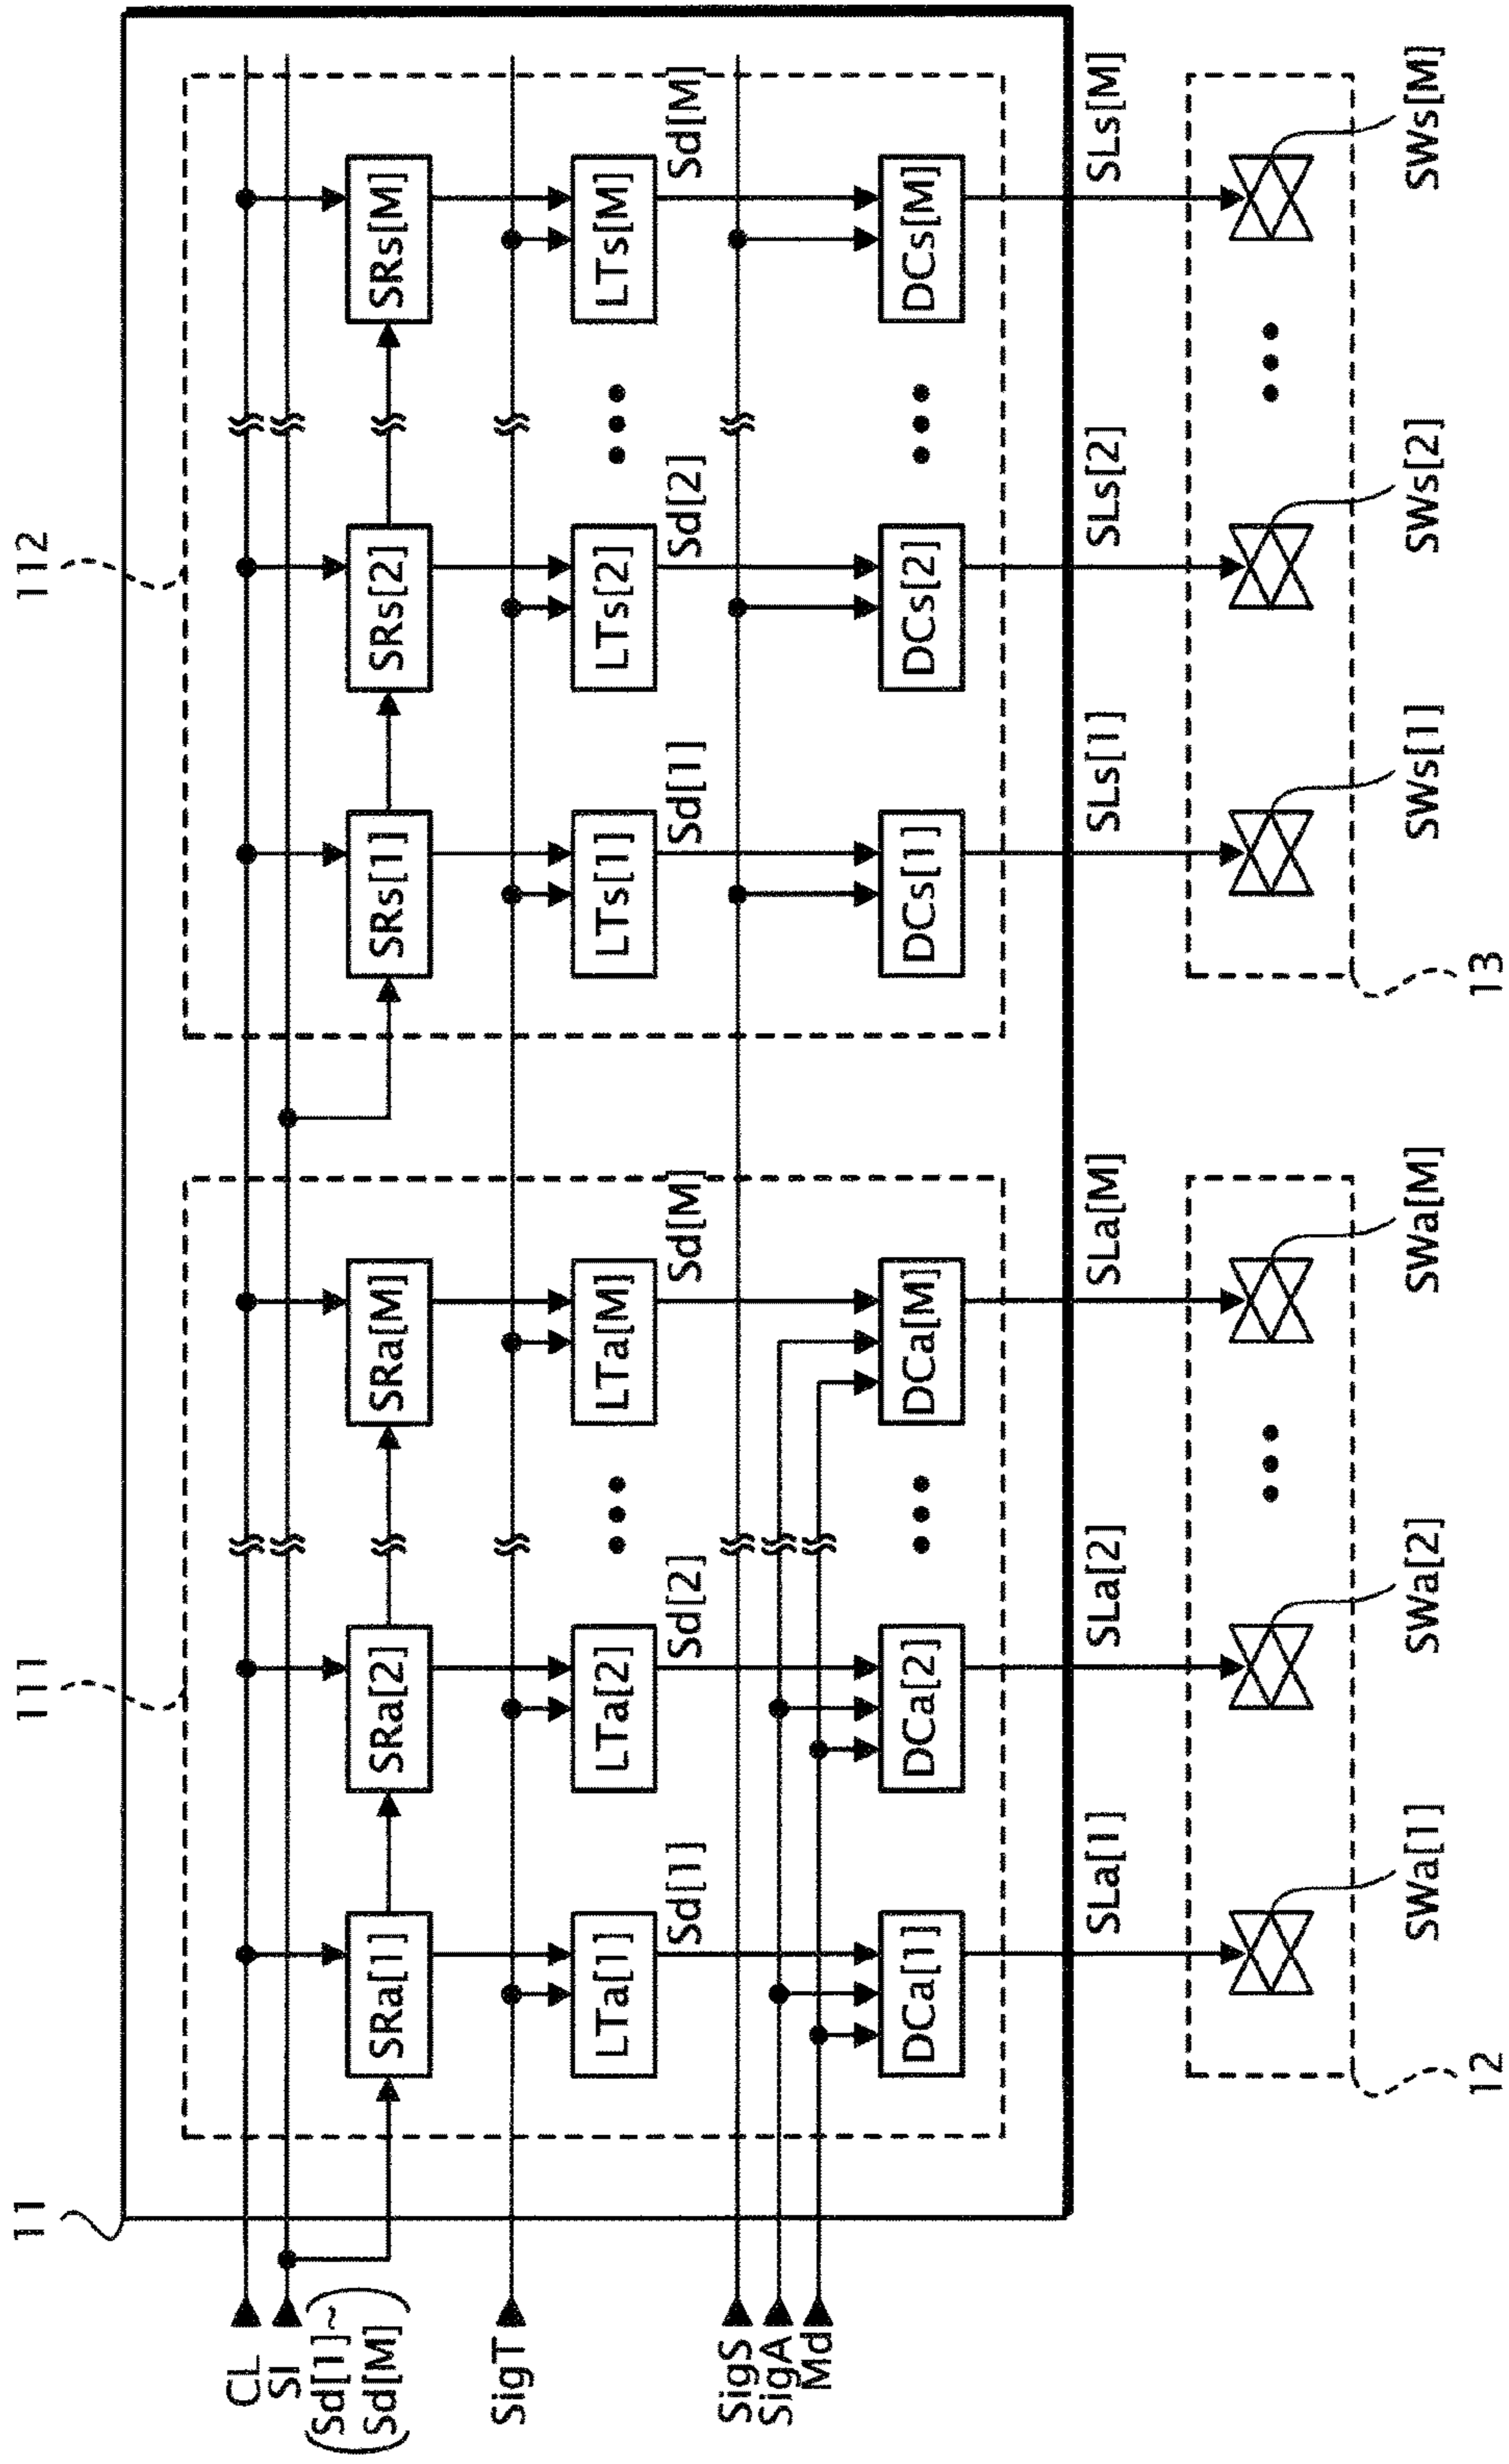 11
111
112
CL
SI
(Sd[1]~
Sd[M])
SigT
SigS
SigA
Md
SRa[1]
SRa[2]
SRa[M]
SRs[1]
SRs[2]
SRs[M]
LTa[1]
LTa[2]
LTa[M]
LTs[1]
LTs[2]
LTs[M]
Sd[1]
Sd[2]
Sd[M]
Sd[1]
Sd[2]
Sd[M]
DCa[1]
DCa[2]
DCa[M]
DCs[1]
DCs[2]
DCs[M]
SLa[1]
SLa[2]
SLa[M]
SLs[1]
SLs[2]
SLs[M]
SWa[1]
SWa[2]
SWa[M]
SWs[1]
SWs[2]
SWs[M]
12
13